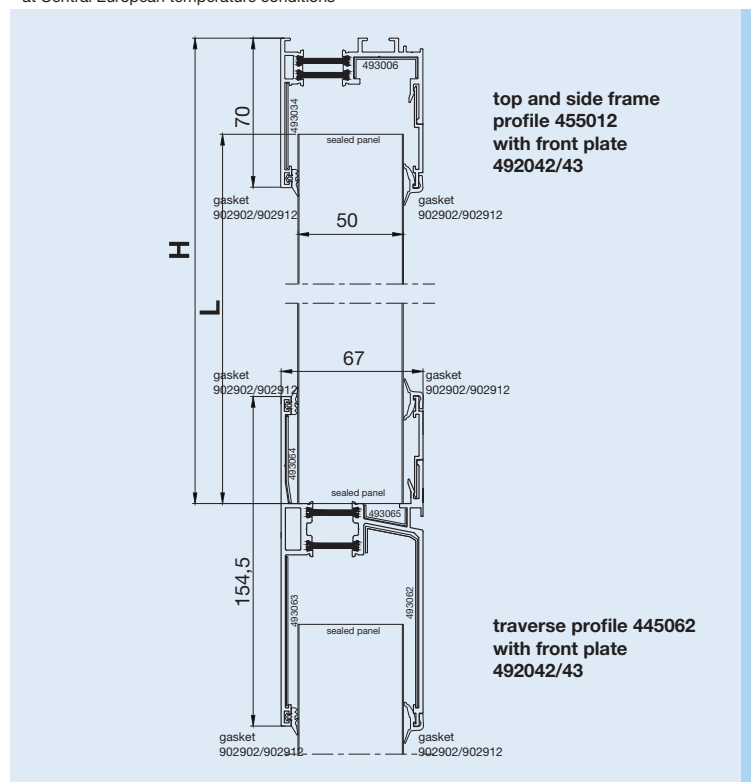 at Central European temperature conditions
493006
70
493034
sealed panel
top and side frame
profile 455012
with front plate
492042/43
gasket
902902/902912
gasket
902902/902912
50
H
L
67
gasket
902902/902912
gasket
902902/902912
493064
sealed panel
493065
154,5
493063
493062
sealed panel
traverse profile 445062
with front plate
492042/43
gasket
902902/902912
gasket
902902/902912